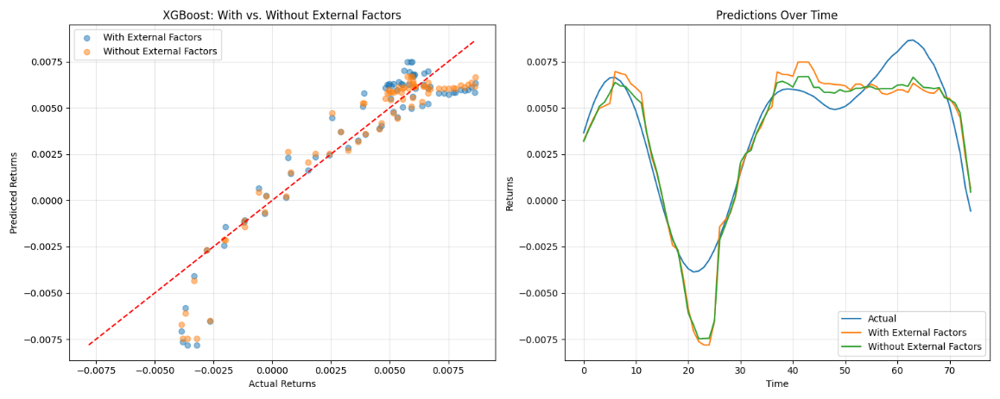 XGBoost: With vs. Without External Factors
With External Factors
Without External Factors
0.0075
0.0050
0.0025
0.0000
−0.0025
−0.0050
−0.0075
Predicted Returns
−0.0075
−0.0050
−0.0025
0.0000
0.0025
0.0050
0.0075
Actual Returns
Predictions Over Time
0.0075
0.0050
0.0025
0.0000
−0.0025
−0.0050
−0.0075
Returns
Actual
With External Factors
Without External Factors
0
10
20
30
40
50
60
70
Time